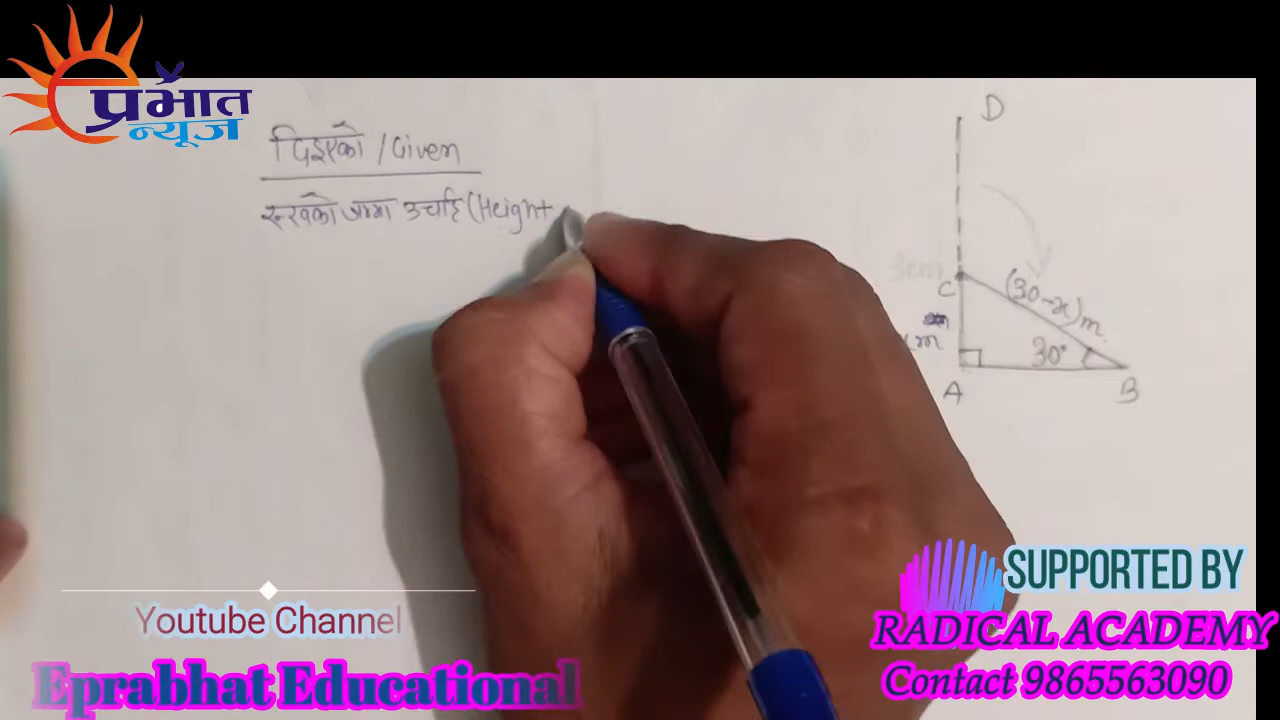 प्रभात
न्यूज
दिइएको / Given
रुखको जम्मा उचाई (Height
D
C
(30-x) m
m
30°
A
B
Youtube Channel
Eprabhat Educational
SUPPORTED BY
RADICAL ACADEMY
Contact 9865563090